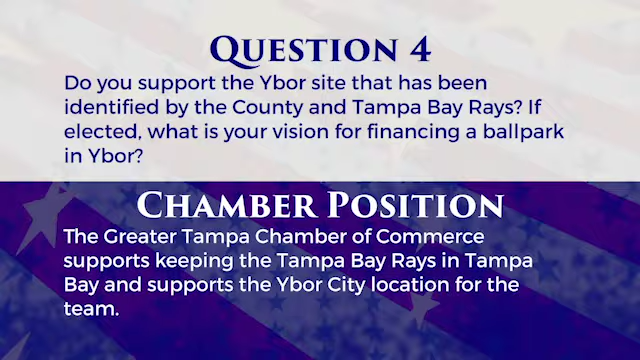 QUESTION 4
Do you support the Ybor site that has been
identified by the County and Tampa Bay Rays? If
elected, what is your vision for financing a ballpark
in Ybor?
CHAMBER POSITION
The Greater Tampa Chamber of Commerce
supports keeping the Tampa Bay Rays in Tampa
Bay and supports the Ybor City location for the
team.